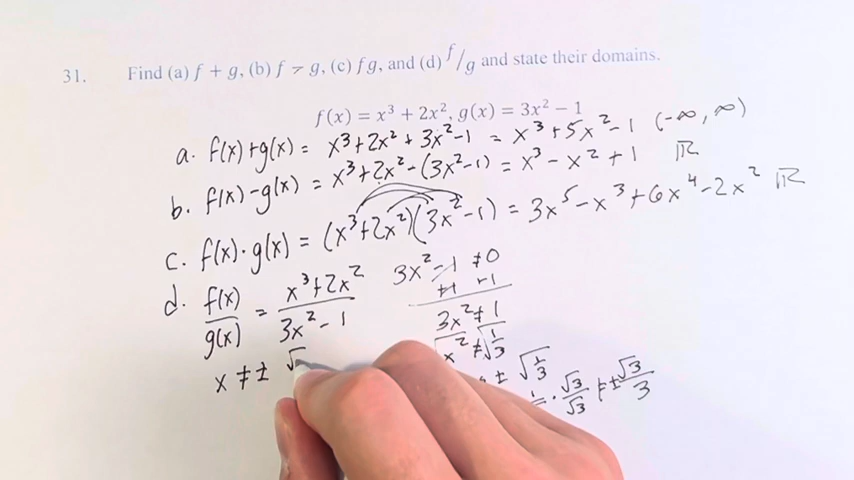 31. Find (a) f + g, (b) f - g, (c) fg, and (d) f/g and state their domains.
f(x) = x³ + 2x², g(x) = 3x² − 1
a. f(x)+g(x) = x³+2x² + 3x²-1 = x³+5x²-1 (-∞, ∞)
b. f(x)-g(x) = x³+2x²-(3x²-1) = x³ - x² + 1 ℝ
c. f(x)·g(x) = (x³+2x²)(3x²-1) = 3x⁵-x³+6x⁴-2x² ℝ
d. f(x)/g(x) = x³+2x²/3x²-1 3x²-1 ≠0
+1 +1
3x²≠1
√x² ≠ √1/3
x ≠ ± √ ± √1/3
· √3/√3 ≠ ± √3/3